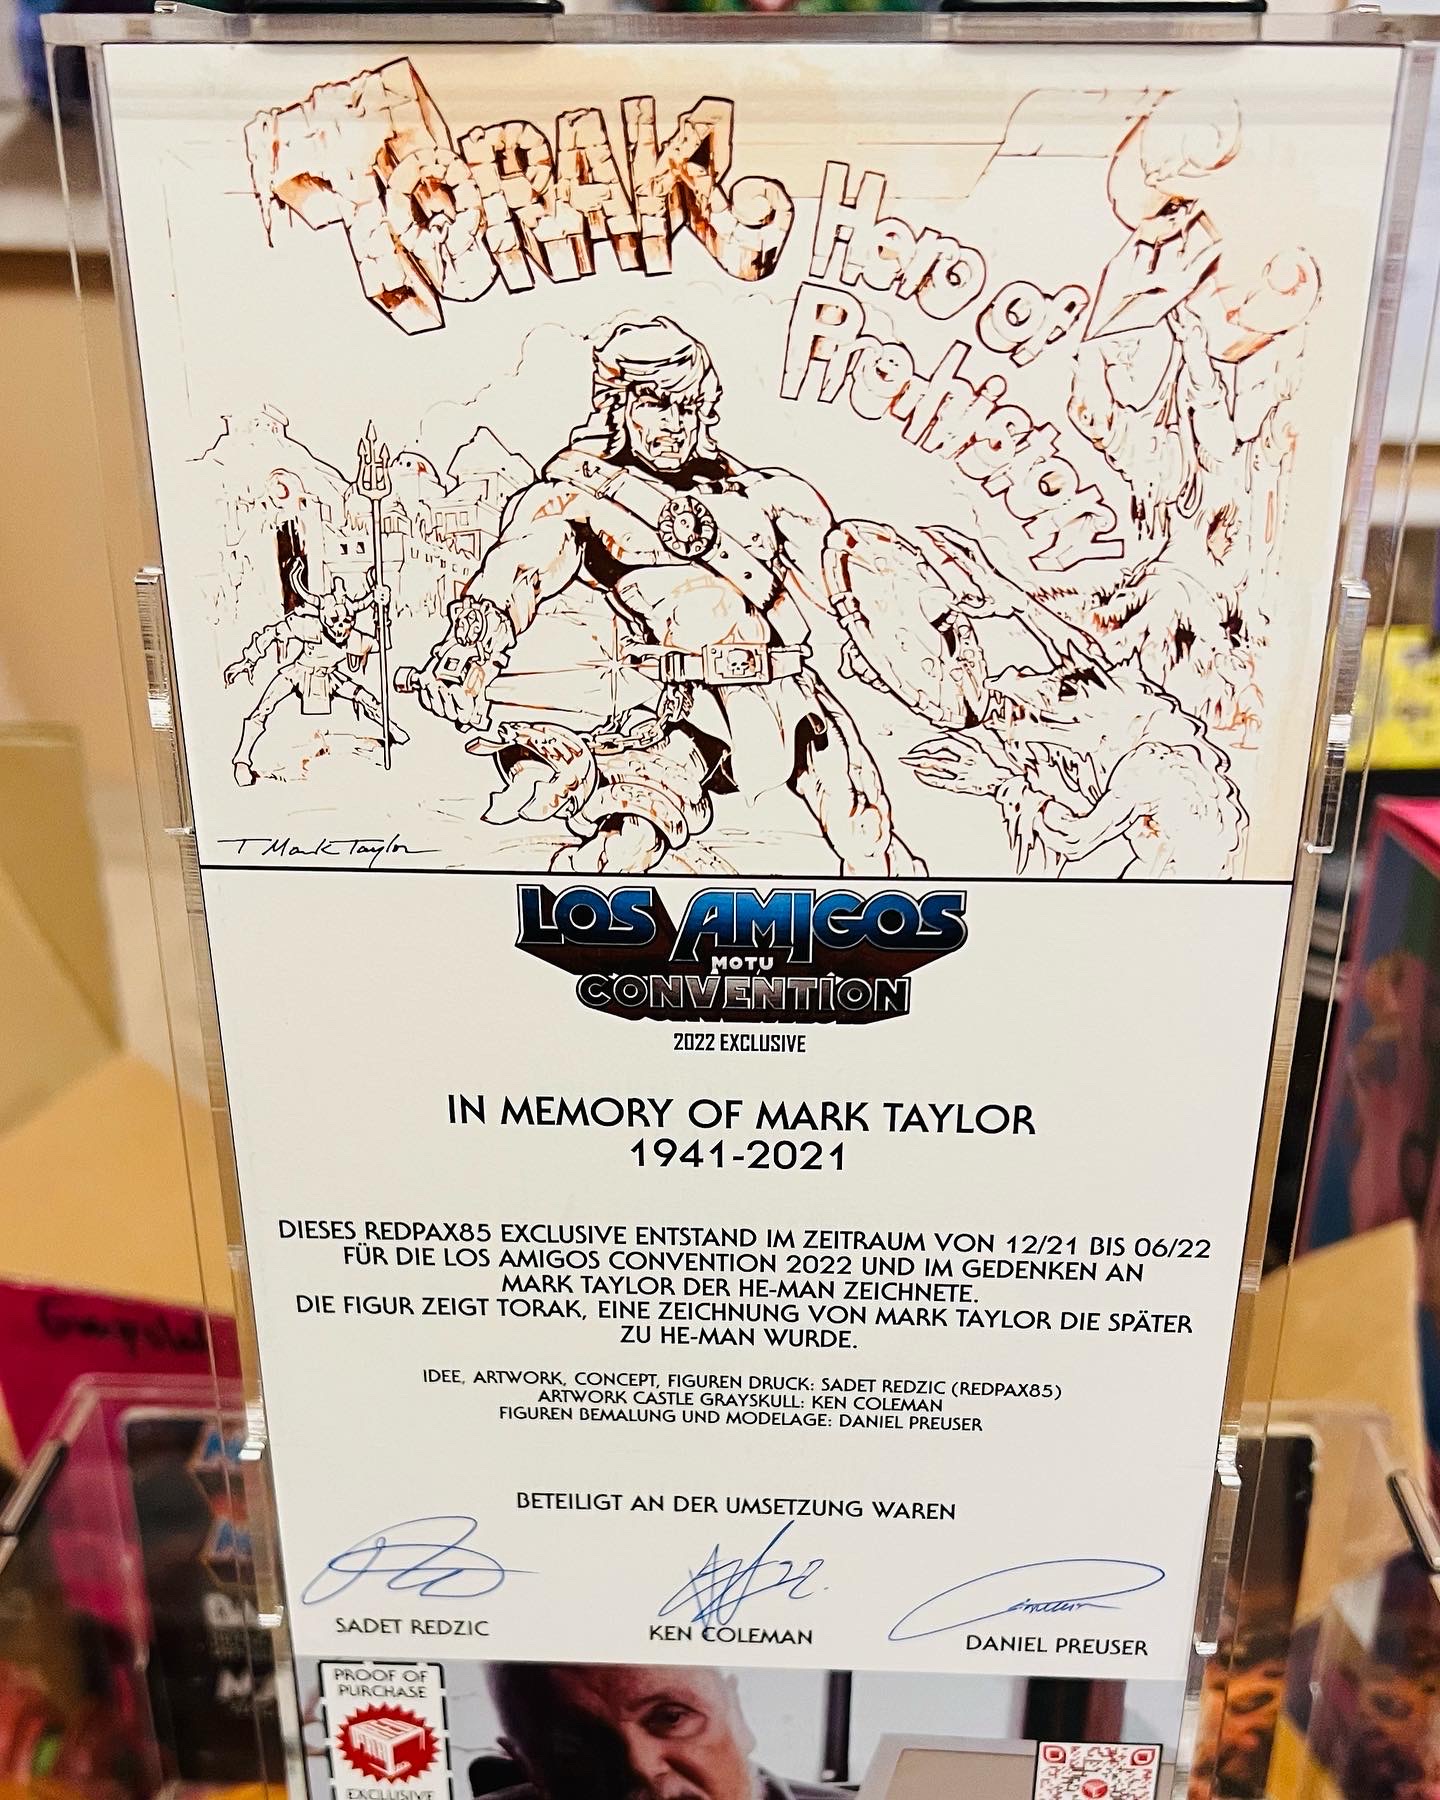 TORAK,
Hero of
Prehistory
T Mark Taylor
LOS AMIGOS
MOTU
CONVENTION
2022 EXCLUSIVE
IN MEMORY OF MARK TAYLOR
1941-2021
DIESES REDPAX85 EXCLUSIVE ENTSTAND IM ZEITRAUM VON 12/21 BIS 06/22
FÜR DIE LOS AMIGOS CONVENTION 2022 UND IM GEDENKEN AN
MARK TAYLOR DER HE-MAN ZEICHNETE.
DIE FIGUR ZEIGT TORAK, EINE ZEICHNUNG VON MARK TAYLOR DIE SPÄTER
ZU HE-MAN WURDE.
IDEE, ARTWORK, CONCEPT, FIGUREN DRUCK: SADET REDZIC (REDPAX85)
ARTWORK CASTLE GRAYSKULL: KEN COLEMAN
FIGUREN BEMALUNG UND MODELAGE: DANIEL PREUSER
BETEILIGT AN DER UMSETZUNG WAREN
22.
SADET REDZIC
KEN COLEMAN
DANIEL PREUSER
PROOF OF
PURCHASE
EXCLUSIVE